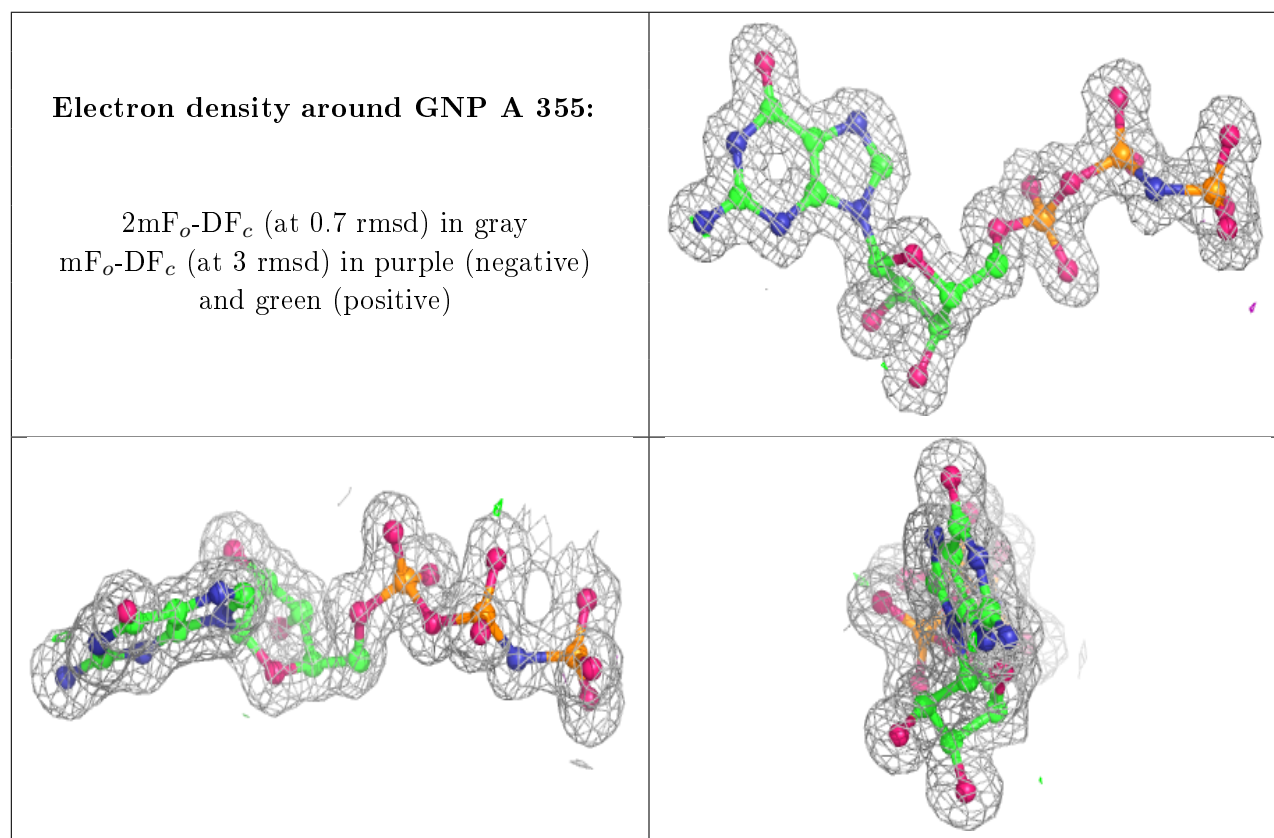 Electron density around GNP A 355:
2mFo-DFc (at 0.7 rmsd) in gray
mFo-DFc (at 3 rmsd) in purple (negative)
and green (positive)